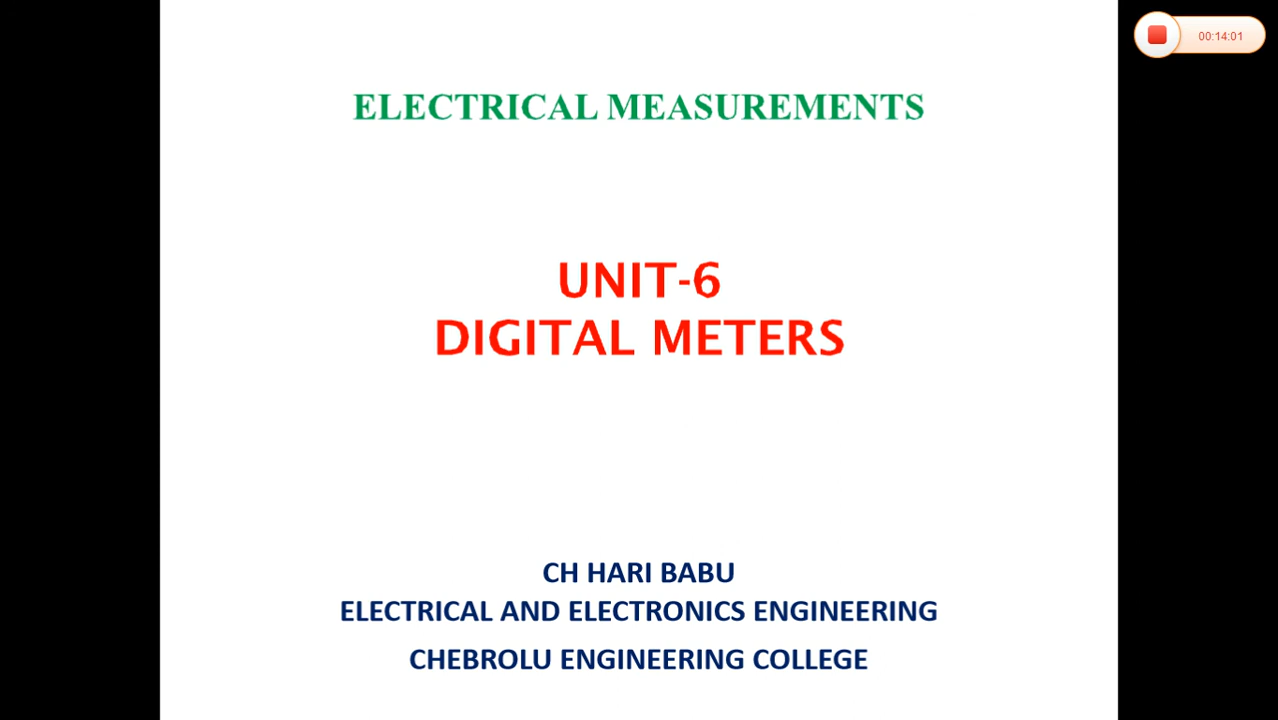 00:14:01
ELECTRICAL MEASUREMENTS
UNIT-6
DIGITAL METERS
CH HARI BABU
ELECTRICAL AND ELECTRONICS ENGINEERING
CHEBROLU ENGINEERING COLLEGE